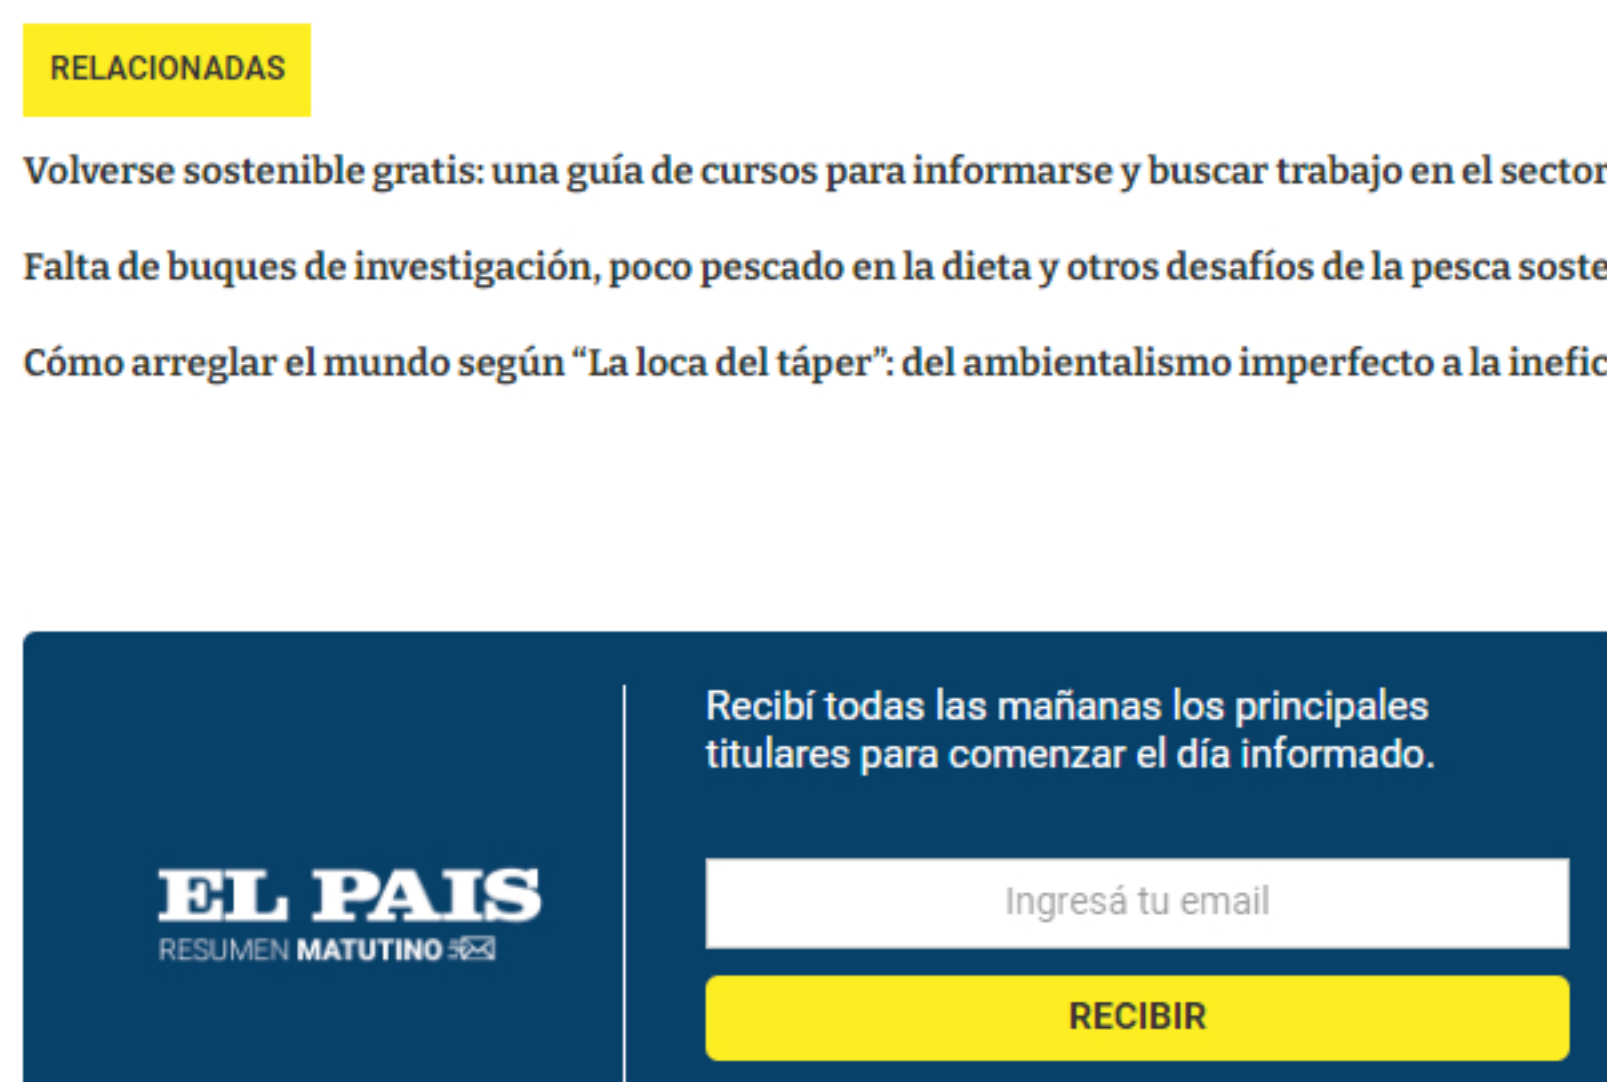 RELACIONADAS
Volverse sostenible gratis: una guía de cursos para informarse y buscar trabajo en el sector
Falta de buques de investigación, poco pescado en la dieta y otros desafíos de la pesca
Cómo arreglar el mundo según “La loca del táper”: del ambientalismo imperfecto a la
Recibí todas las mañanas los principales
titulares para comenzar el día informado.
EL PAIS
RESUMEN MATUTINO
Ingresá tu email
RECIBIR